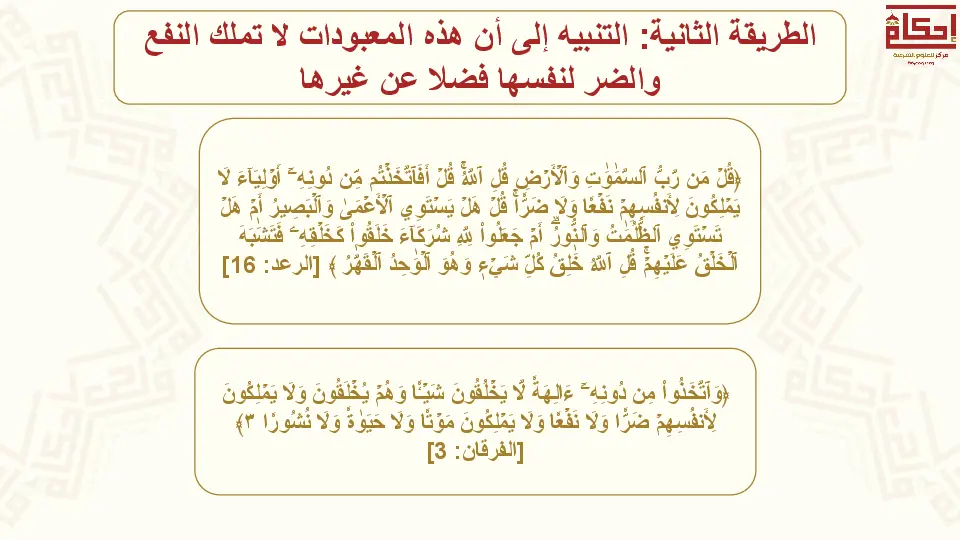 إحكام
مركز للعلوم الشرعية
الطريقة الثانية: التنبيه إلى أن هذه المعبودات لا تملك النفع
والضر لنفسها فضلا عن غيرها
﴿قُلۡ مَن رَّبُّ ٱلسَّمَٰوَٰتِ وَٱلۡأَرۡضِ قُلِ ٱللَّهُۚ قُلۡ أَفَٱتَّخَذۡتُم مِّن دُونِهِۦٓ أَوۡلِيَآءَ لَا
يَمۡلِكُونَ لِأَنفُسِهِمۡ نَفۡعٗا وَلَا ضَرّٗاۚ قُلۡ هَلۡ يَسۡتَوِي ٱلۡأَعۡمَىٰ وَٱلۡبَصِيرُ أَمۡ هَلۡ
تَسۡتَوِي ٱلظُّلُمَٰتُ وَٱلنُّورُۗ أَمۡ جَعَلُواْ لِلَّهِ شُرَكَآءَ خَلَقُواْ كَخَلۡقِهِۦ فَتَشَٰبَهَ
ٱلۡخَلۡقُ عَلَيۡهِمۡۚ قُلِ ٱللَّهُ خَٰلِقُ كُلِّ شَيۡءٖ وَهُوَ ٱلۡوَٰحِدُ ٱلۡقَهَّٰرُ ﴾ [الرعد: 16]
﴿وَٱتَّخَذُواْ مِن دُونِهِۦٓ ءَالِهَةٗ لَّا يَخۡلُقُونَ شَيۡـٔٗا وَهُمۡ يُخۡلَقُونَ وَلَا يَمۡلِكُونَ
لِأَنفُسِهِمۡ ضَرّٗا وَلَا نَفۡعٗا وَلَا يَمۡلِكُونَ مَوۡتٗا وَلَا حَيَوٰةٗ وَلَا نُشُورٗا ٣﴾
[الفرقان: 3]